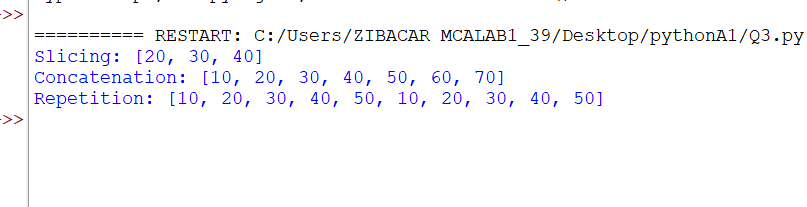 >>
========== RESTART: C:/Users/ZIBACAR MCALAB1_39/Desktop/pythonA1/Q3.py
Slicing: [20, 30, 40]
Concatenation: [10, 20, 30, 40, 50, 60, 70]
Repetition: [10, 20, 30, 40, 50, 10, 20, 30, 40, 50]
>>